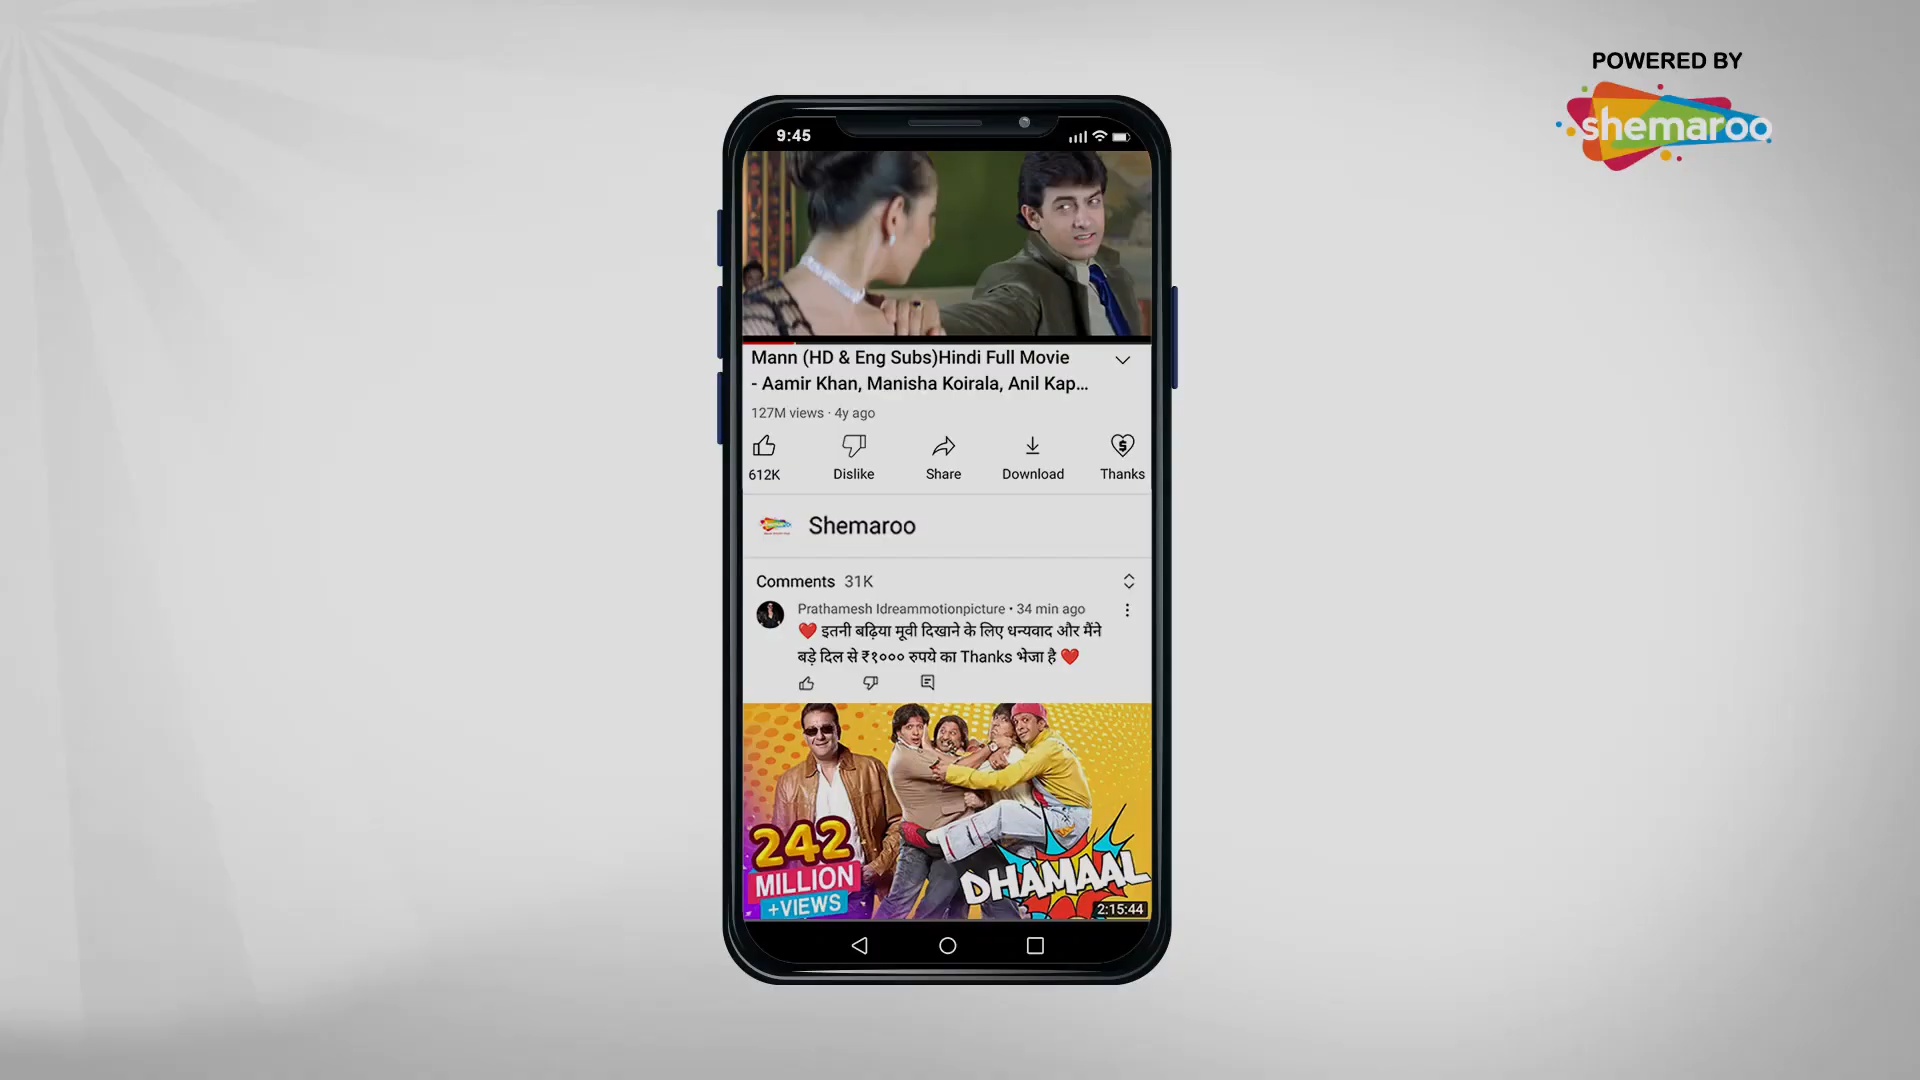 POWERED BY
shemaroo
9:45
Mann (HD & Eng Subs)Hindi Full Movie
- Aamir Khan, Manisha Koirala, Anil Kap...
127M views · 4y ago
612K
Dislike
Share
Download
Thanks
Shemaroo
Comments 31K
Prathamesh Idreammotionpicture • 34 min ago
❤️ इतनी बढ़िया मूवी दिखाने के लिए धन्यवाद और मैंने
बड़े दिल से ₹१००० रुपये का Thanks भेजा है ❤️
242
MILLION
+VIEWS
DHAMAAL
2:15:44